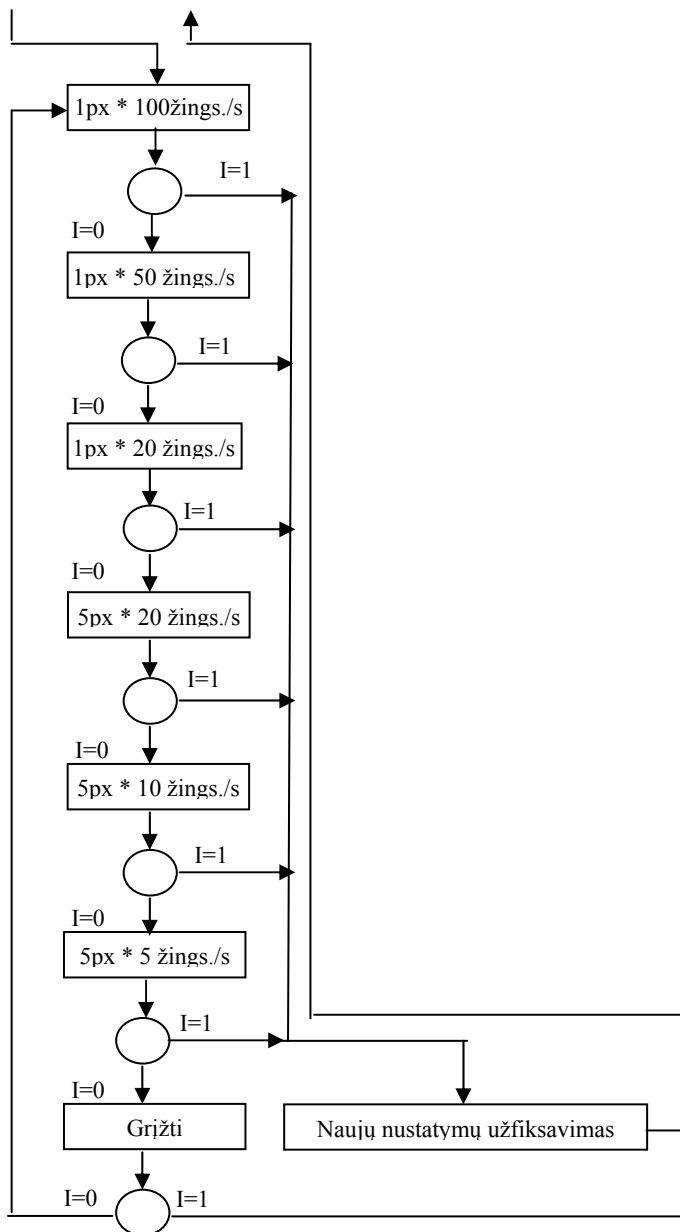 1px * 100žings./s
I=1
I=0
1px * 50 žings./s
I=1
I=0
1px * 20 žings./s
I=1
I=0
5px * 20 žings./s
I=1
I=0
5px * 10 žings./s
I=1
I=0
5px * 5 žings./s
I=1
I=0
Grįžti
Naujų nustatymų užfiksavimas
I=0
I=1